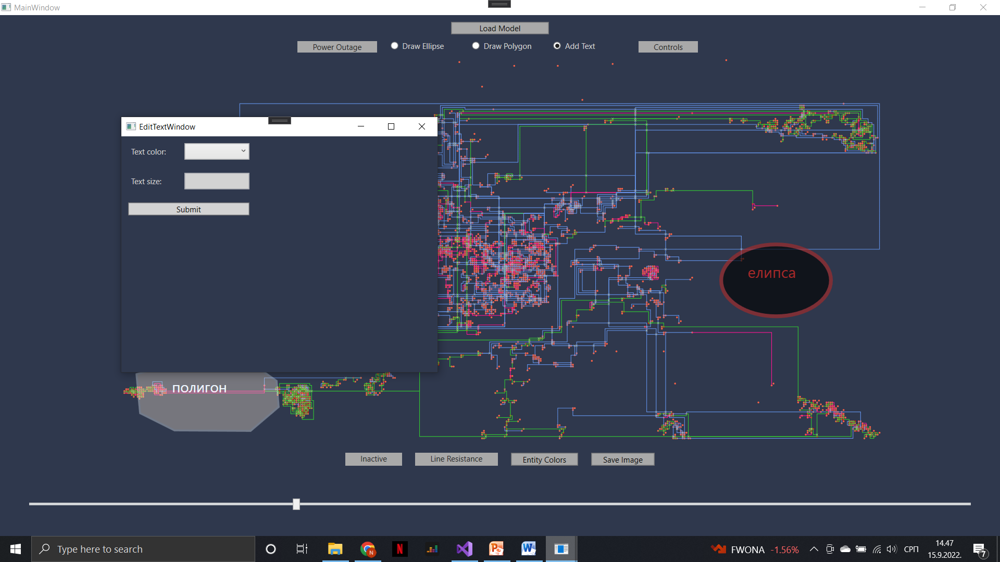 MainWindow
Load Model
Power Outage
Draw Ellipse
Draw Polygon
Add Text
Controls
EditTextWindow
Text color:
Text size:
Submit
елипса
ПОЛИГОН
Inactive
Line Resistance
Entity Colors
Save Image
Type here to search
FWONA -1.56%
СРП
14.47
15.9.2022.
7